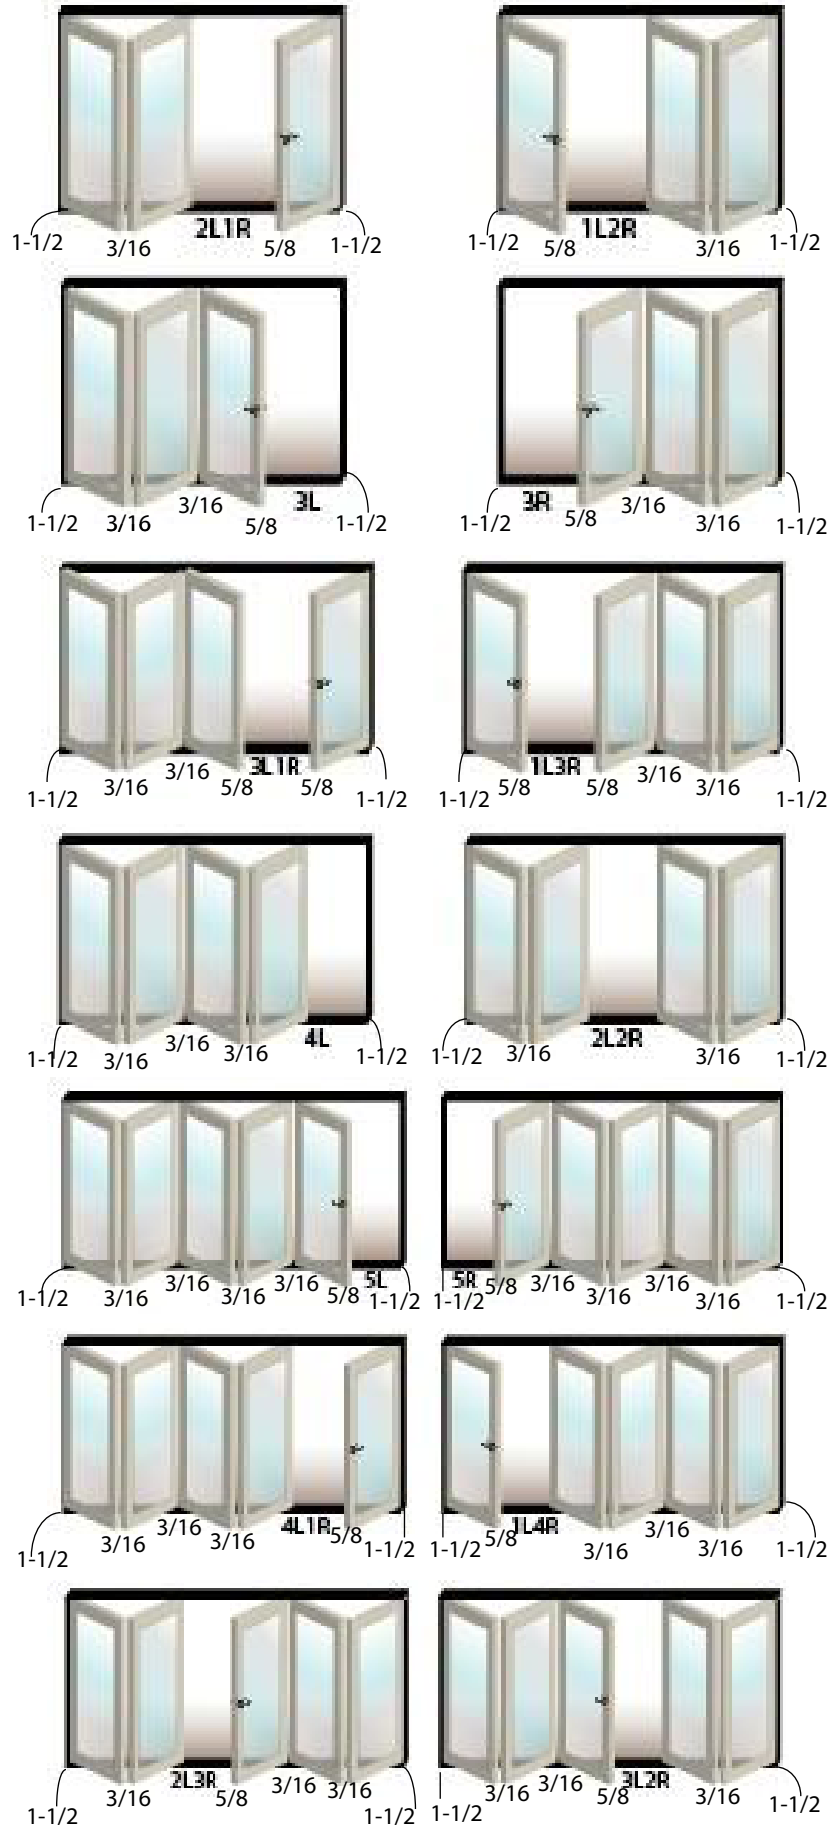 2L1R
1-1/2 3/16 5/8 1-1/2
1L2R
1-1/2 5/8 3/16 1-1/2
3L
1-1/2 3/16 3/16 5/8 1-1/2
3R
1-1/2 5/8 3/16 3/16 1-1/2
3L1R
1-1/2 3/16 3/16 5/8 5/8 1-1/2
1L3R
1-1/2 5/8 5/8 3/16 3/16 1-1/2
4L
1-1/2 3/16 3/16 3/16 1-1/2
2L2R
1-1/2 3/16 3/16 1-1/2
5L
1-1/2 3/16 3/16 3/16 3/16 5/8 1-1/2
5R
1-1/2 5/8 3/16 3/16 3/16 3/16 1-1/2
4L1R
1-1/2 3/16 3/16 3/16 5/8 1-1/2
1L4R
1-1/2 5/8 3/16 3/16 3/16 1-1/2
2L3R
1-1/2 3/16 5/8 3/16 3/16 1-1/2
3L2R
1-1/2 3/16 3/16 5/8 3/16 1-1/2